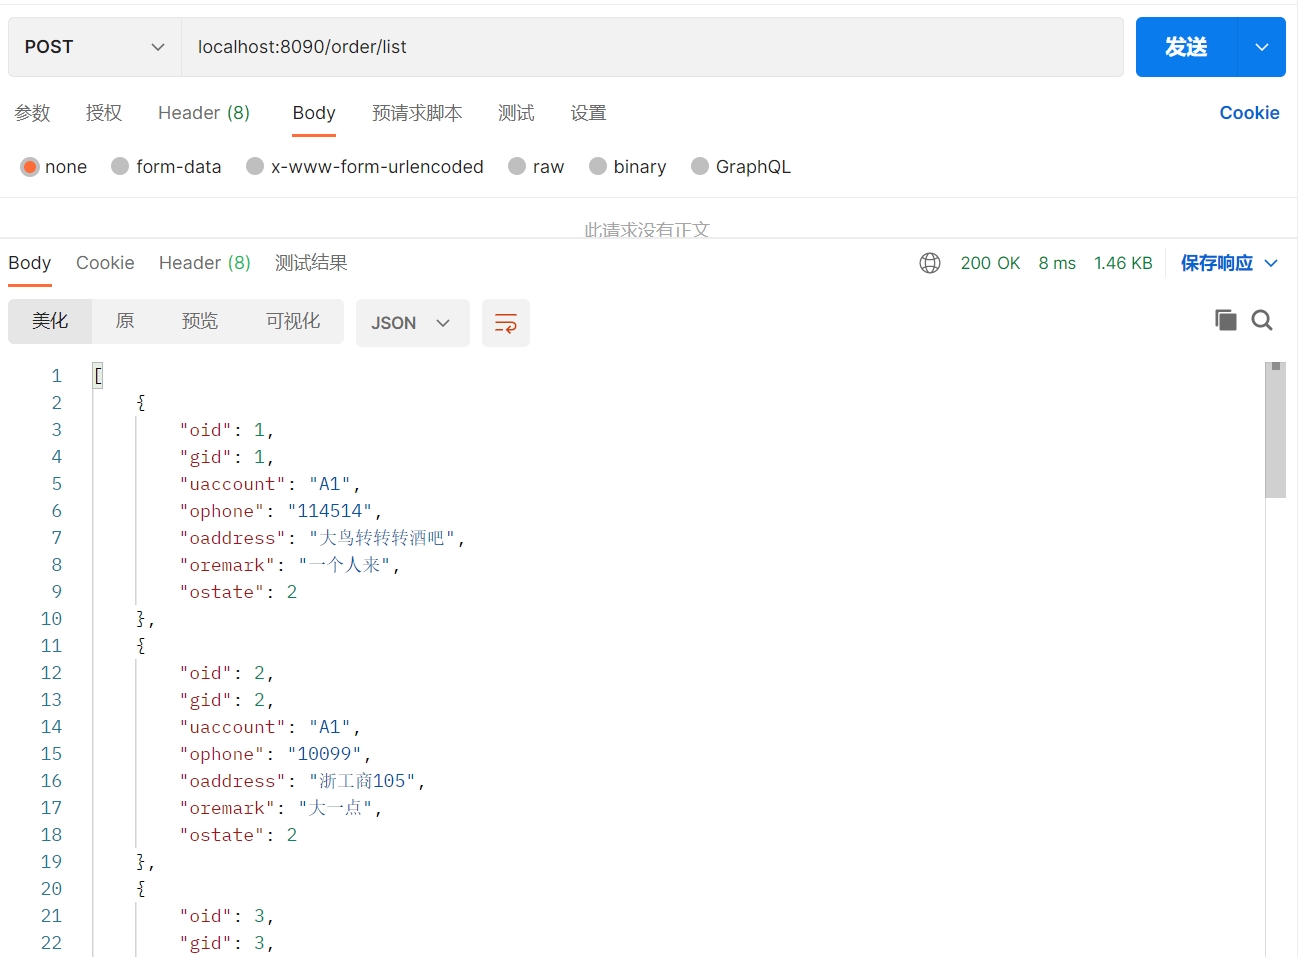 POST localhost:8090/order/list 发送
参数 授权 Header (8) Body 预请求脚本 测试 设置 Cookie
none form-data x-www-form-urlencoded raw binary GraphQL
此请求没有正文
Body Cookie Header (8) 测试结果 200 OK 8 ms 1.46 KB 保存响应
美化 原 预览 可视化 JSON
1 [
2 {
3 "oid": 1,
4 "gid": 1,
5 "uaccount": "A1",
6 "ophone": "114514",
7 "oaddress": "大鸟转转转酒吧",
8 "oremark": "一个人来",
9 "ostate": 2
10 },
11 {
12 "oid": 2,
13 "gid": 2,
14 "uaccount": "A1",
15 "ophone": "10099",
16 "oaddress": "浙工商105",
17 "oremark": "大一点",
18 "ostate": 2
19 },
20 {
21 "oid": 3,
22 "gid": 3,